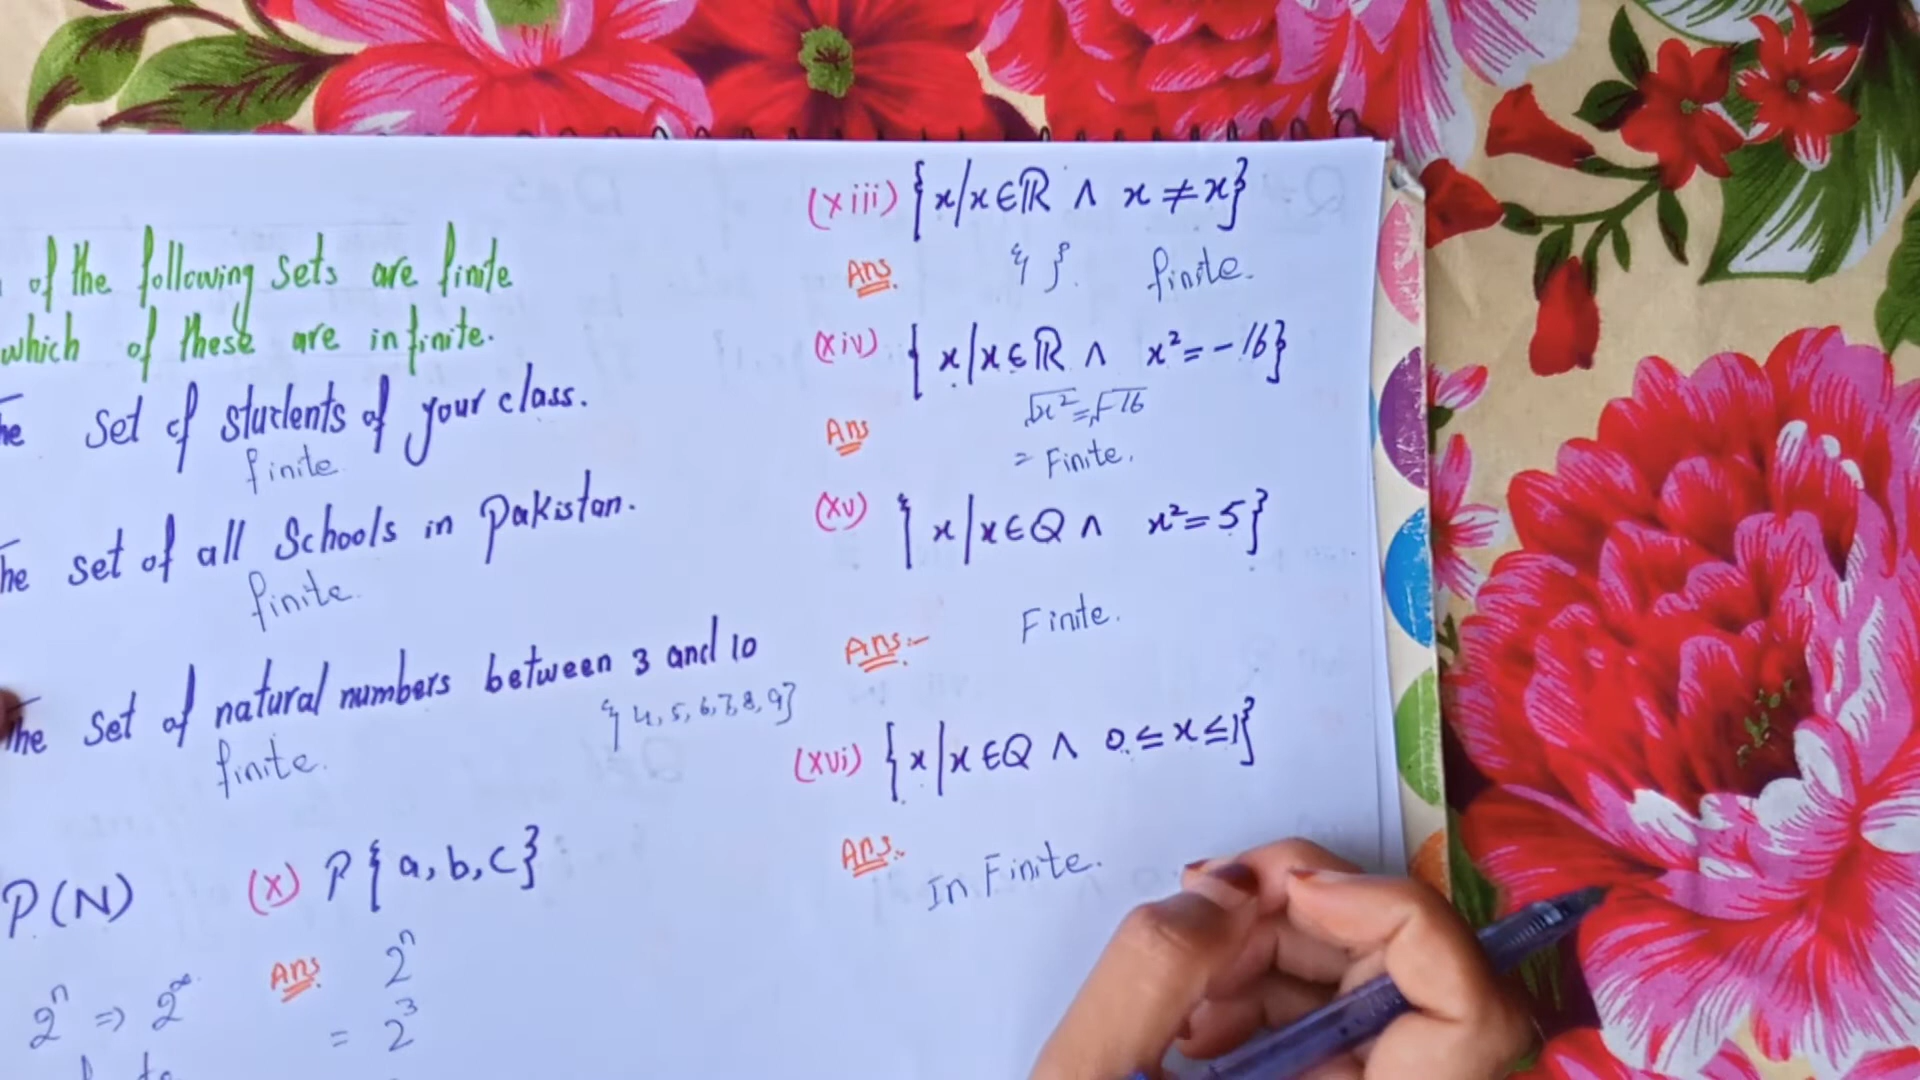 of the following sets are finite
which of these are infinite.
set of students of your class.
finite
set of all Schools in Pakistan.
finite.
The set of natural numbers between 3 and 10
{4,5,6,7,8,9}
finite.
P(N)
2ⁿ ⇒ 2^∞
(x) P{a,b,c}
Ans. 2ⁿ
= 2³
(xiii) {x/x∈ℝ ∧ x≠x}
Ans. { }. finite.
(xiv) {x/x∈ℝ ∧ x²=-16}
√x²=√-16
Ans = Finite.
(xv) {x/x∈Q ∧ x²=5}
Ans:- Finite.
(xvi) {x/x∈Q ∧ 0≤x≤1}
Ans:- In Finite.